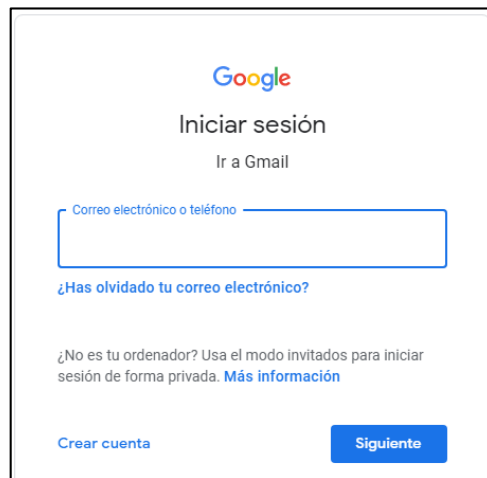 Google
Iniciar sesión
Ir a Gmail
Correo electrónico o teléfono
¿Has olvidado tu correo electrónico?
¿No es tu ordenador? Usa el modo invitados para iniciar
sesión de forma privada. Más información
Crear cuenta
Siguiente